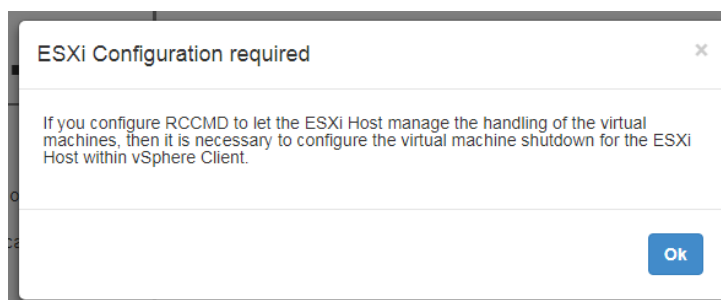 ESXi Configuration required
×
If you configure RCCMD to let the ESXi Host manage the handling of the virtual
machines, then it is necessary to configure the virtual machine shutdown for the ESXi
Host within vSphere Client.
Ok